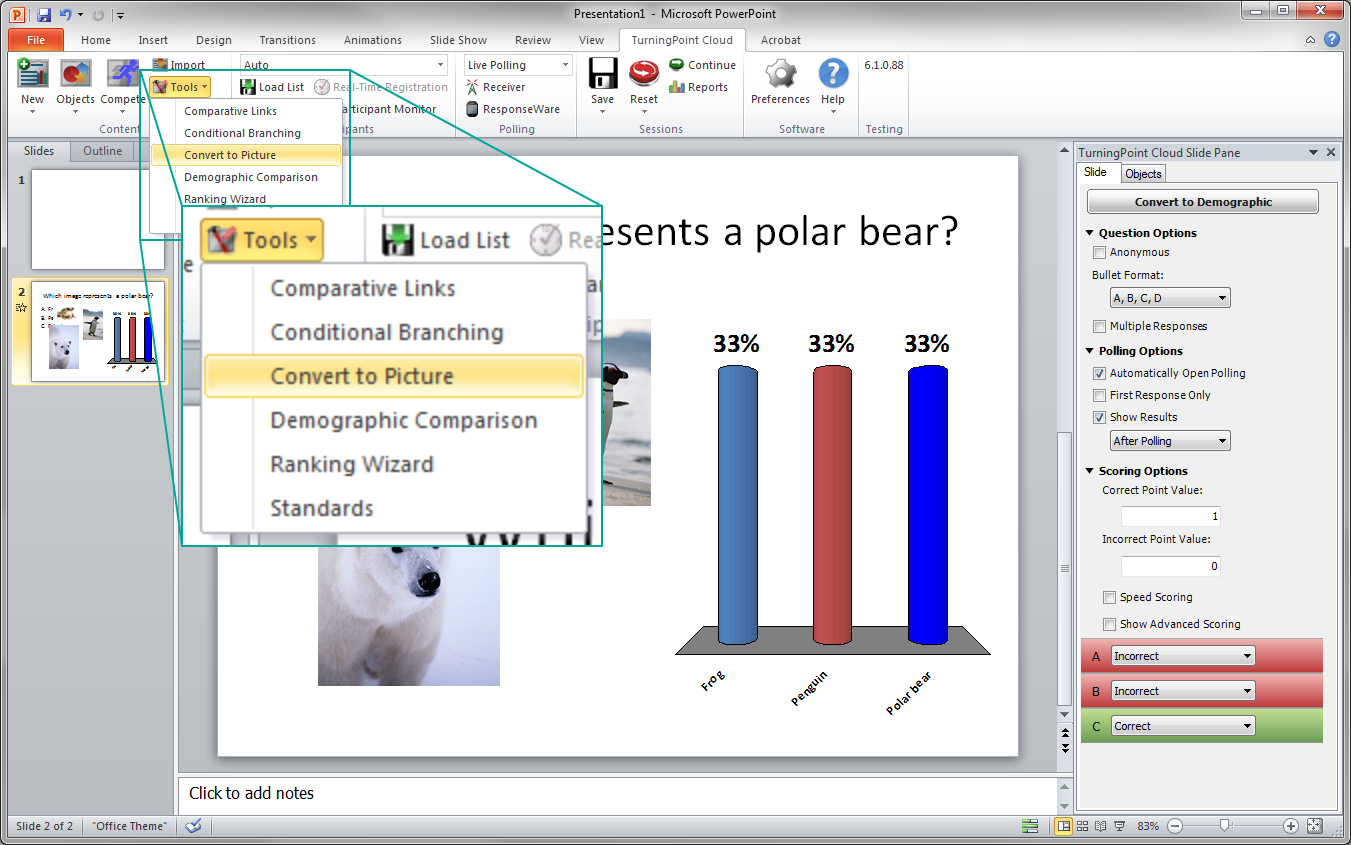 Presentation1 - Microsoft PowerPoint
File Home Insert Design Transitions Animations Slide Show Review View TurningPoint Cloud Acrobat
New
Objects
Compete
Import
Tools
Content
Auto
Load List
Real-Time Registration
articipant Monitor
ipants
Live Polling
Receiver
ResponseWare
Polling
Save
Reset
Continue
Reports
Sessions
Preferences
Help
Software
6.1.0.88
Testing
Comparative Links
Conditional Branching
Convert to Picture
Demographic Comparison
Ranking Wizard
Slides
Outline
1
2
Which image represents a polar bear?
A. Fr
B. Pe
33% 33% 33%
Tools
Load List
Rea
Comparative Links
Conditional Branching
Convert to Picture
Demographic Comparison
Ranking Wizard
Standards
esents a polar bear?
33% 33% 33%
Frog
Penguin
Polar bear
Click to add notes
TurningPoint Cloud Slide Pane
Slide
Objects
Convert to Demographic
Question Options
Anonymous
Bullet Format:
A, B, C, D
Multiple Responses
Polling Options
Automatically Open Polling
First Response Only
Show Results
After Polling
Scoring Options
Correct Point Value:
1
Incorrect Point Value:
0
Speed Scoring
Show Advanced Scoring
A Incorrect
B Incorrect
C Correct
Slide 2 of 2
"Office Theme"
83%